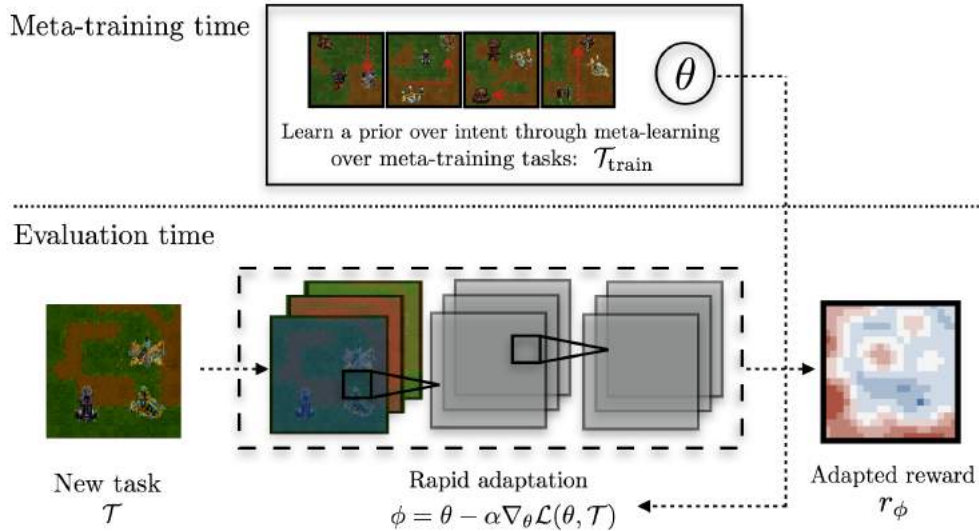 Meta-training time
θ
Learn a prior over intent through meta-learning
over meta-training tasks: 𝒯train
Evaluation time
New task
𝒯
Rapid adaptation
ϕ = θ − α∇θℒ(θ, 𝒯)
Adapted reward
rϕ